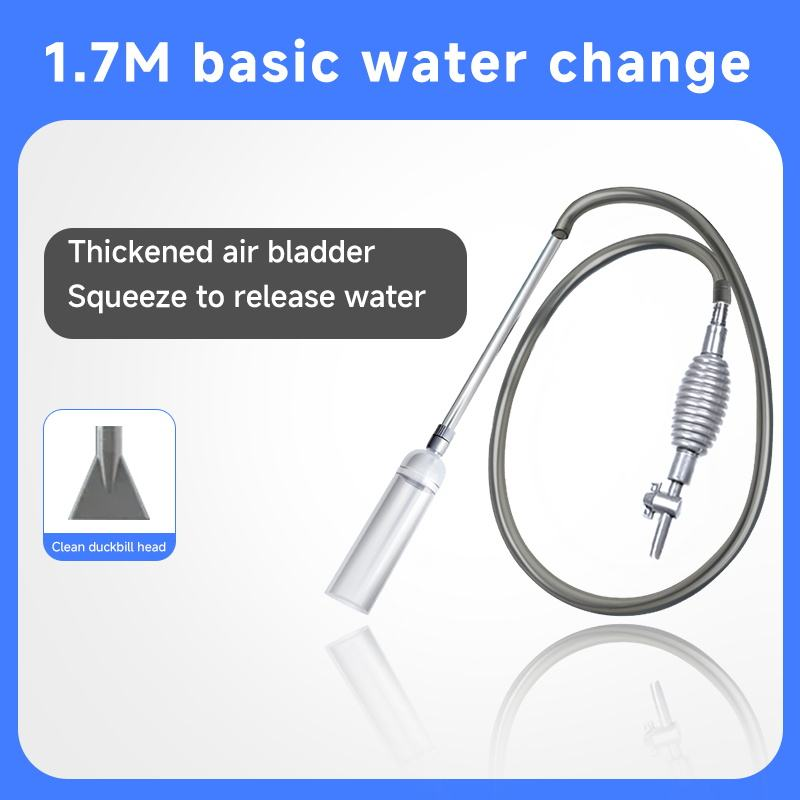 1.7M basic water change
Thickened air bladder
Squeeze to release water
Clean duckbill head